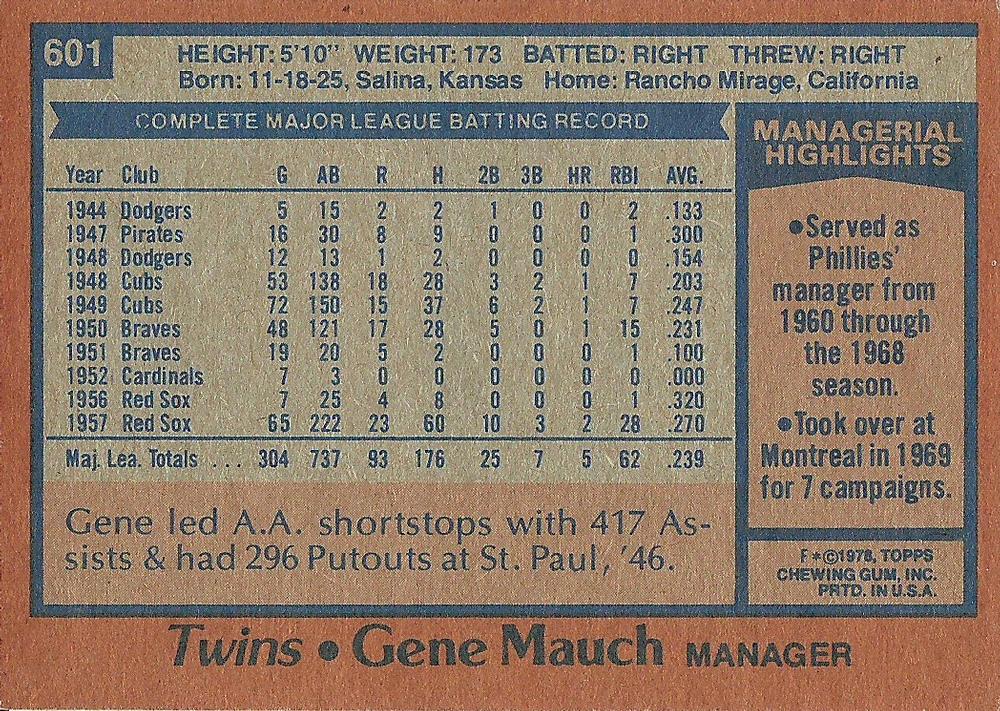 601
HEIGHT: 5'10" WEIGHT: 173 BATTED: RIGHT THREW: RIGHT
Born: 11-18-25, Salina, Kansas Home: Rancho Mirage, California
COMPLETE MAJOR LEAGUE BATTING RECORD
Year Club G AB R H 2B 3B HR RBI AVG.
1944 Dodgers 5 15 2 2 1 0 0 2 .133
1947 Pirates 16 30 8 9 0 0 0 1 .300
1948 Dodgers 12 13 1 2 0 0 0 0 .154
1948 Cubs 53 138 18 28 3 2 1 7 .203
1949 Cubs 72 150 15 37 6 2 1 7 .247
1950 Braves 48 121 17 28 5 0 1 15 .231
1951 Braves 19 20 5 2 0 0 0 1 .100
1952 Cardinals 7 3 0 0 0 0 0 0 .000
1956 Red Sox 7 25 4 8 0 0 0 1 .320
1957 Red Sox 65 222 23 60 10 3 2 28 .270
Maj. Lea. Totals ... 304 737 93 176 25 7 5 62 .239
Gene led A.A. shortstops with 417 As-
sists & had 296 Putouts at St. Paul, '46.
MANAGERIAL
HIGHLIGHTS
•Served as
Phillies'
manager from
1960 through
the 1968
season.
•Took over at
Montreal in 1969
for 7 campaigns.
F*©1978, TOPPS
CHEWING GUM, INC.
PRTD. IN U.S.A.
Twins • Gene Mauch MANAGER